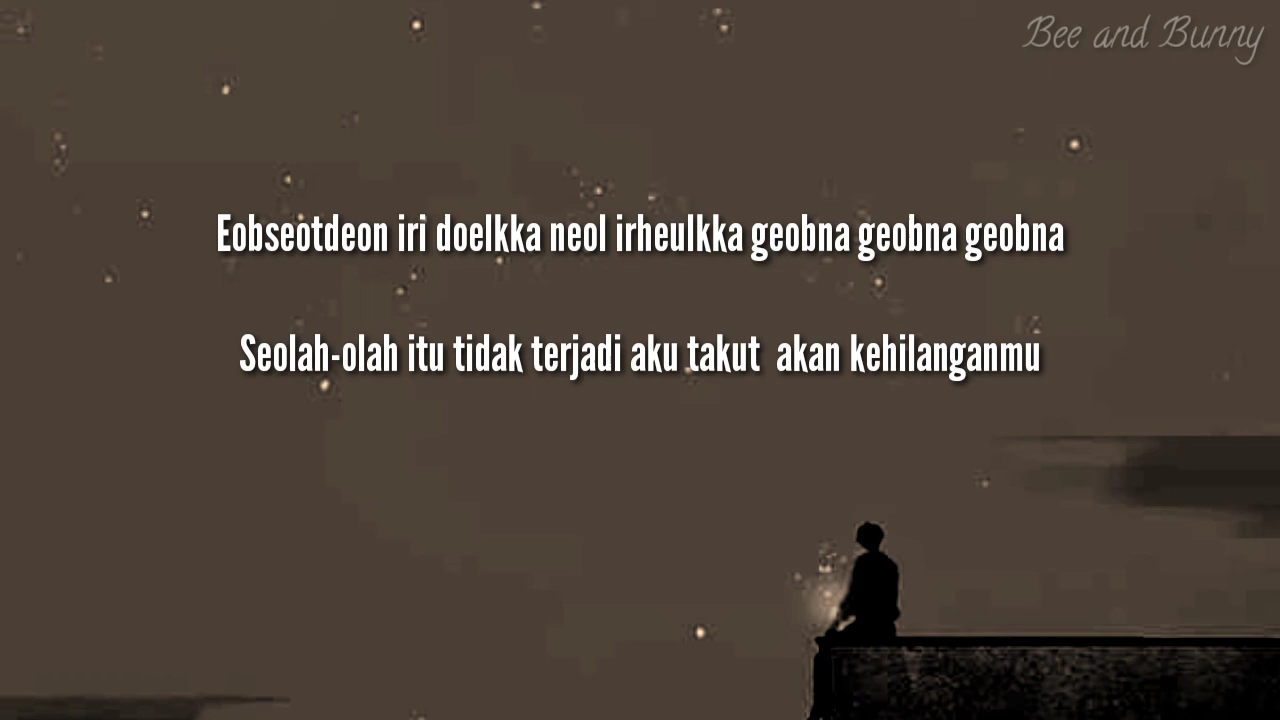 Bee and Bunny
Eobseotdeon iri doelkka neol irheulkka geobna geobna geobna
Seolah-olah itu tidak terjadi aku takut akan kehilanganmu